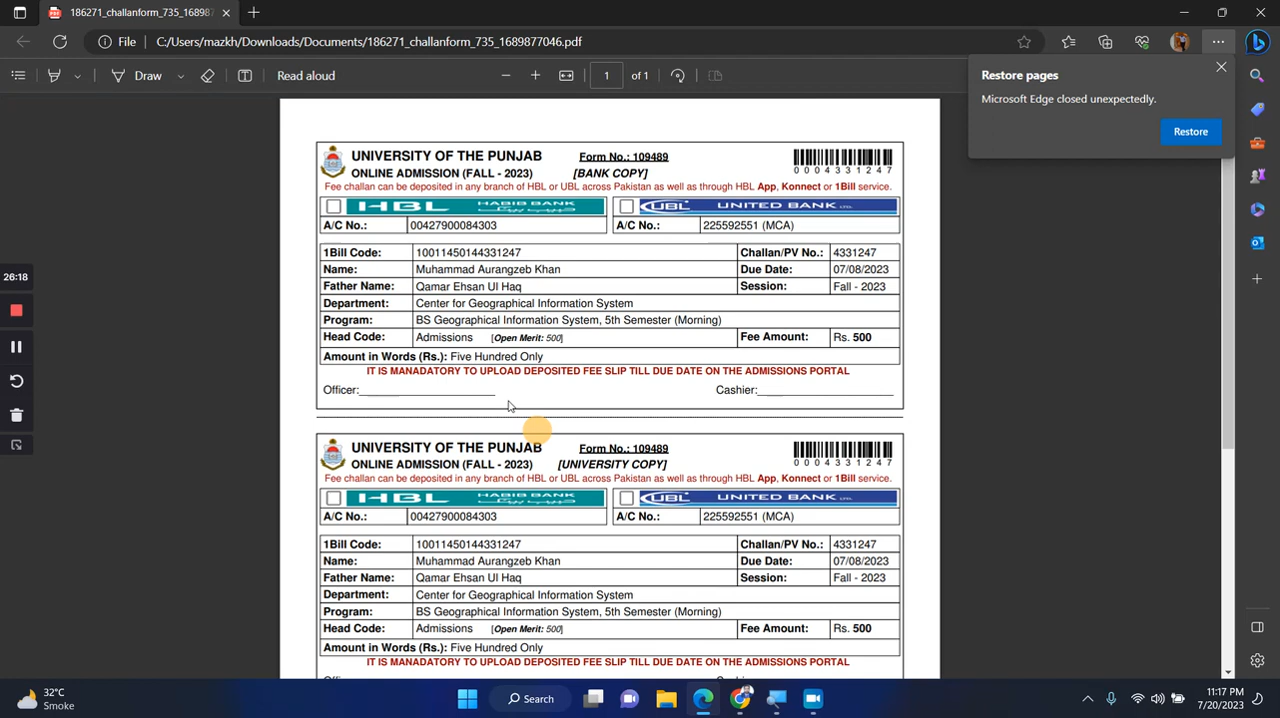 186271_challanform_735_1689877046
File C:/Users/mazkh/Downloads/Documents/186271_challanform_735_1689877046.pdf
Draw Read aloud 1 of 1
Restore pages
Microsoft Edge closed unexpectedly.
Restore
UNIVERSITY OF THE PUNJAB Form No.: 109489
ONLINE ADMISSION (FALL - 2023) [BANK COPY] 0004331247
Fee challan can be deposited in any branch of HBL or UBL across Pakistan as well as through HBL App, Konnect or 1Bill service.
HBL HABIB BANK UBL UNITED BANK LTD.
A/C No.: 00427900084303 A/C No.: 225592551 (MCA)
1Bill Code: 10011450144331247 Challan/PV No.: 4331247
Name: Muhammad Aurangzeb Khan Due Date: 07/08/2023
Father Name: Qamar Ehsan Ul Haq Session: Fall - 2023
Department: Center for Geographical Information System
Program: BS Geographical Information System, 5th Semester (Morning)
Head Code: Admissions [Open Merit: 500] Fee Amount: Rs. 500
Amount in Words (Rs.): Five Hundred Only
IT IS MANADATORY TO UPLOAD DEPOSITED FEE SLIP TILL DUE DATE ON THE ADMISSIONS PORTAL
Officer: Cashier:
26:18
UNIVERSITY OF THE PUNJAB Form No.: 109489
ONLINE ADMISSION (FALL - 2023) [UNIVERSITY COPY] 0004331247
Fee challan can be deposited in any branch of HBL or UBL across Pakistan as well as through HBL App, Konnect or 1Bill service.
HBL HABIB BANK UBL UNITED BANK LTD.
A/C No.: 00427900084303 A/C No.: 225592551 (MCA)
1Bill Code: 10011450144331247 Challan/PV No.: 4331247
Name: Muhammad Aurangzeb Khan Due Date: 07/08/2023
Father Name: Qamar Ehsan Ul Haq Session: Fall - 2023
Department: Center for Geographical Information System
Program: BS Geographical Information System, 5th Semester (Morning)
Head Code: Admissions [Open Merit: 500] Fee Amount: Rs. 500
Amount in Words (Rs.): Five Hundred Only
IT IS MANADATORY TO UPLOAD DEPOSITED FEE SLIP TILL DUE DATE ON THE ADMISSIONS PORTAL
32°C
Smoke
Search
11:17 PM
7/20/2023